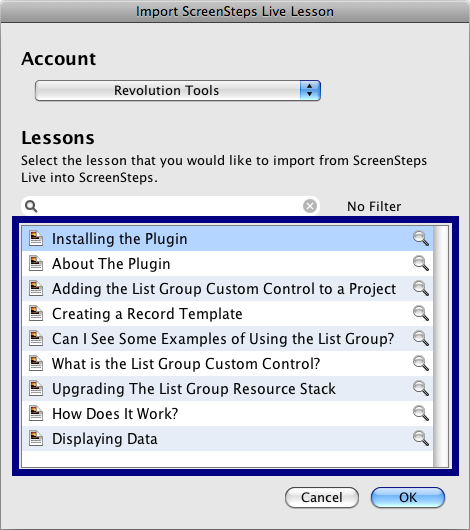 Import ScreenSteps Live Lesson
Account
Revolution Tools
Lessons
Select the lesson that you would like to import from ScreenSteps
Live into ScreenSteps.
No Filter
Installing the Plugin
About The Plugin
Adding the List Group Custom Control to a Project
Creating a Record Template
Can I See Some Examples of Using the List Group?
What is the List Group Custom Control?
Upgrading The List Group Resource Stack
How Does It Work?
Displaying Data
Cancel OK